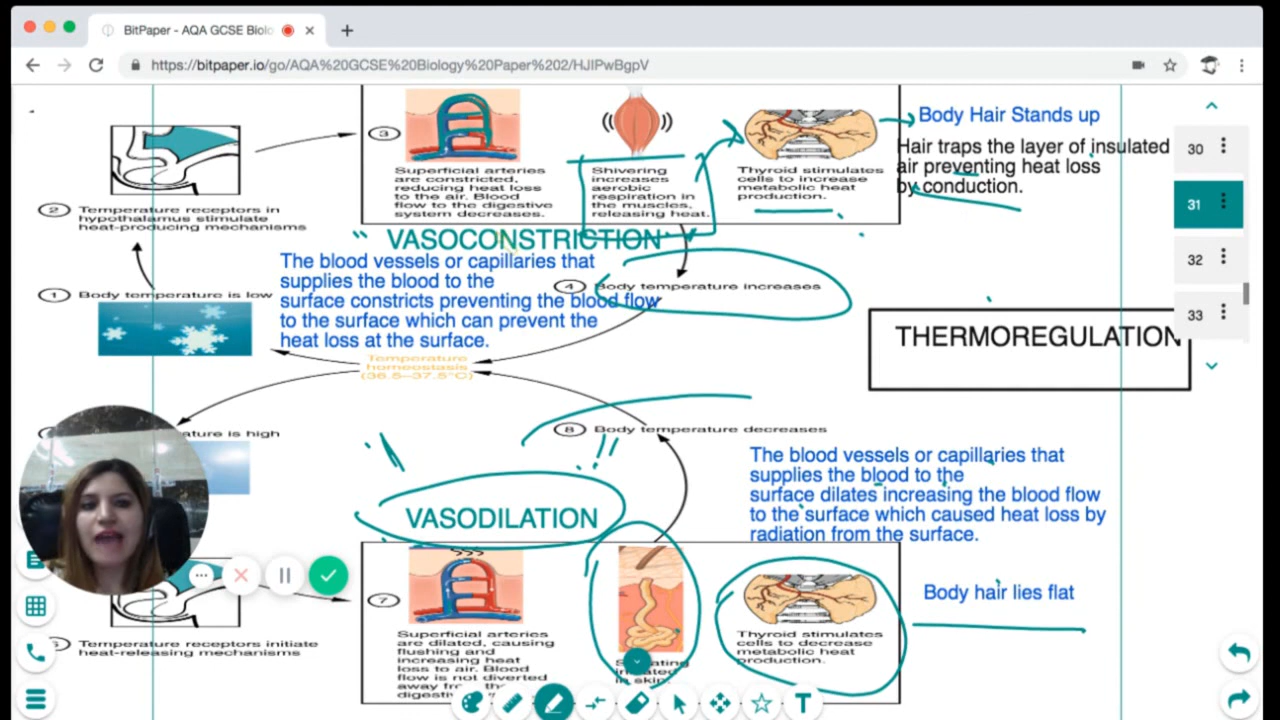 BitPaper - AQA GCSE Biolo
https://bitpaper.io/go/AQA%20GCSE%20Biology%20Paper%202/HJIPwBgpV
3
Superficial arteries
are constricted,
reducing heat loss
to the air. Blood
flow to the digestive
system decreases.
Shivering
increases
aerobic
respiration in
the muscles,
releasing heat.
Thyroid stimulates
cells to increase
metabolic heat
production.
Body Hair Stands up
Hair traps the layer of insulated
air preventing heat loss
by conduction.
30
31
32
33
2 Temperature receptors in
hypothalamus stimulate
heat-producing mechanisms
VASOCONSTRICTION
The blood vessels or capillaries that
supplies the blood to the
surface constricts preventing the blood flow
to the surface which can prevent the
heat loss at the surface.
1 Body temperature is low
4 Body temperature increases
THERMOREGULATION
Temperature
homeostasis
(36.5–37.5°C)
ature is high
8 Body temperature decreases
The blood vessels or capillaries that
supplies the blood to the
surface dilates increasing the blood flow
to the surface which caused heat loss by
radiation from the surface.
VASODILATION
7
Superficial arteries
are dilated, causing
flushing and
increasing heat
loss to air. Blood
flow is not diverted
away the
Thyroid stimulates
cells to decrease
metabolic heat
production.
Body hair lies flat
Temperature receptors initiate
heat-releasing mechanisms
T